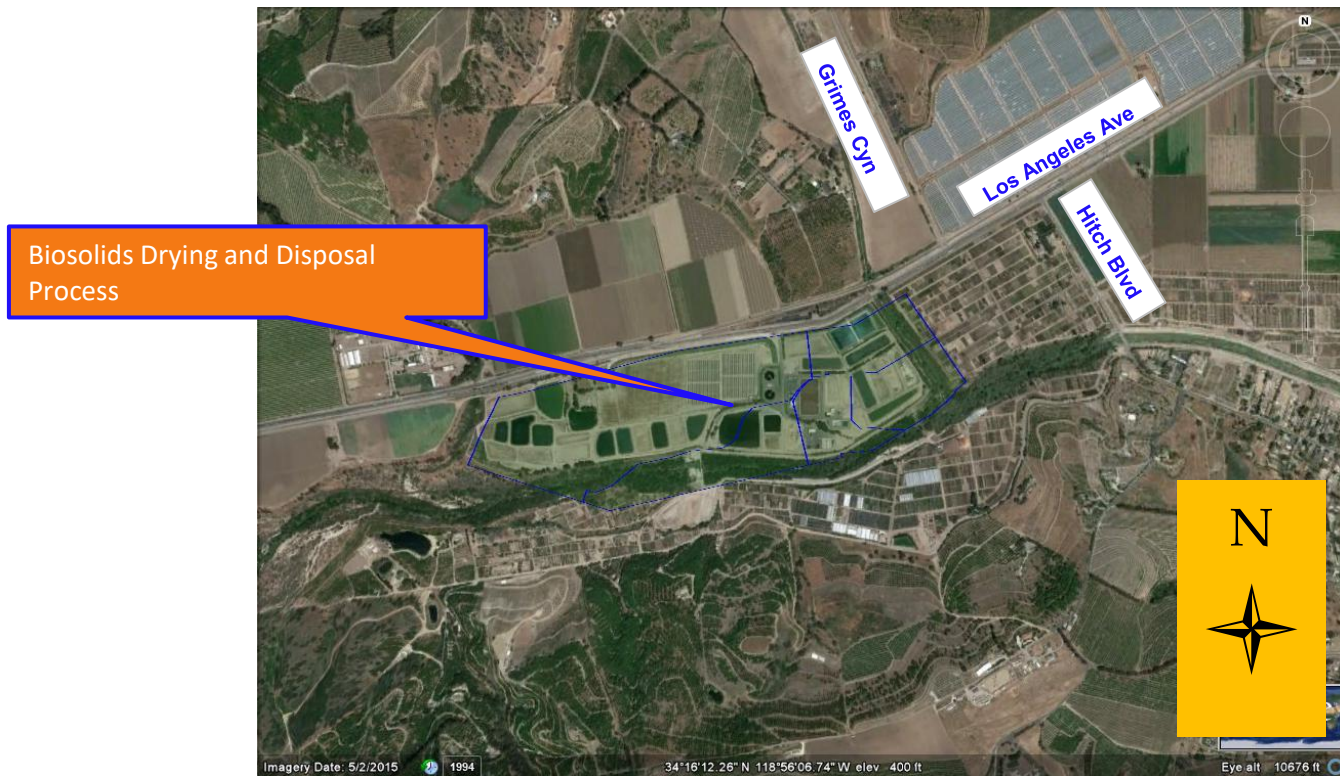 N
Grimes Cyn
Los Angeles Ave
Hitch Blvd
Biosolids Drying and Disposal
Process
N
Imagery Date: 5/2/2015
1994
34°16'12.26" N 118°56'06.74" W elev 400 ft
Eye alt 10676 ft